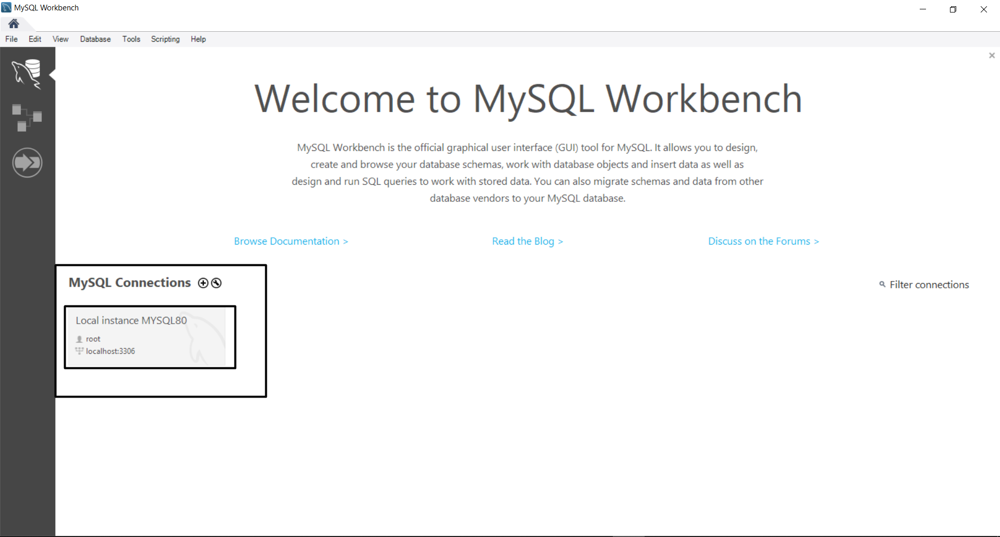 MySQL Workbench
File Edit View Database Tools Scripting Help
Welcome to MySQL Workbench
MySQL Workbench is the official graphical user interface (GUI) tool for MySQL. It allows you to design,
create and browse your database schemas, work with database objects and insert data as well as
design and run SQL queries to work with stored data. You can also migrate schemas and data from other
database vendors to your MySQL database.
Browse Documentation > Read the Blog > Discuss on the Forums >
MySQL Connections
Filter connections
Local instance MYSQL80
root
localhost:3306